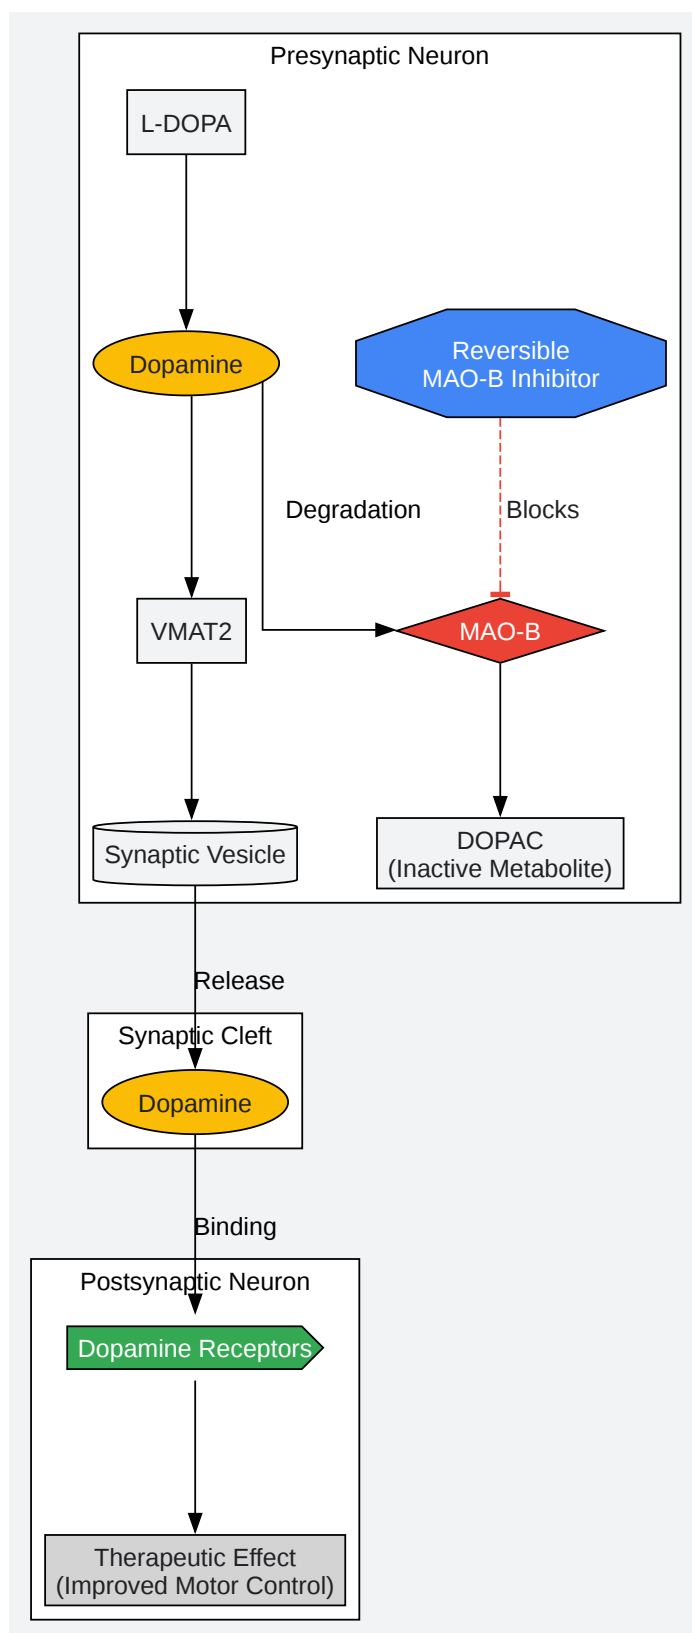 Presynaptic Neuron
L-DOPA
Dopamine
Reversible
MAO-B Inhibitor
Degradation
Blocks
VMAT2
MAO-B
Synaptic Vesicle
DOPAC
(Inactive Metabolite)
Release
Synaptic Cleft
Dopamine
Binding
Postsynaptic Neuron
Dopamine Receptors
Therapeutic Effect
(Improved Motor Control)